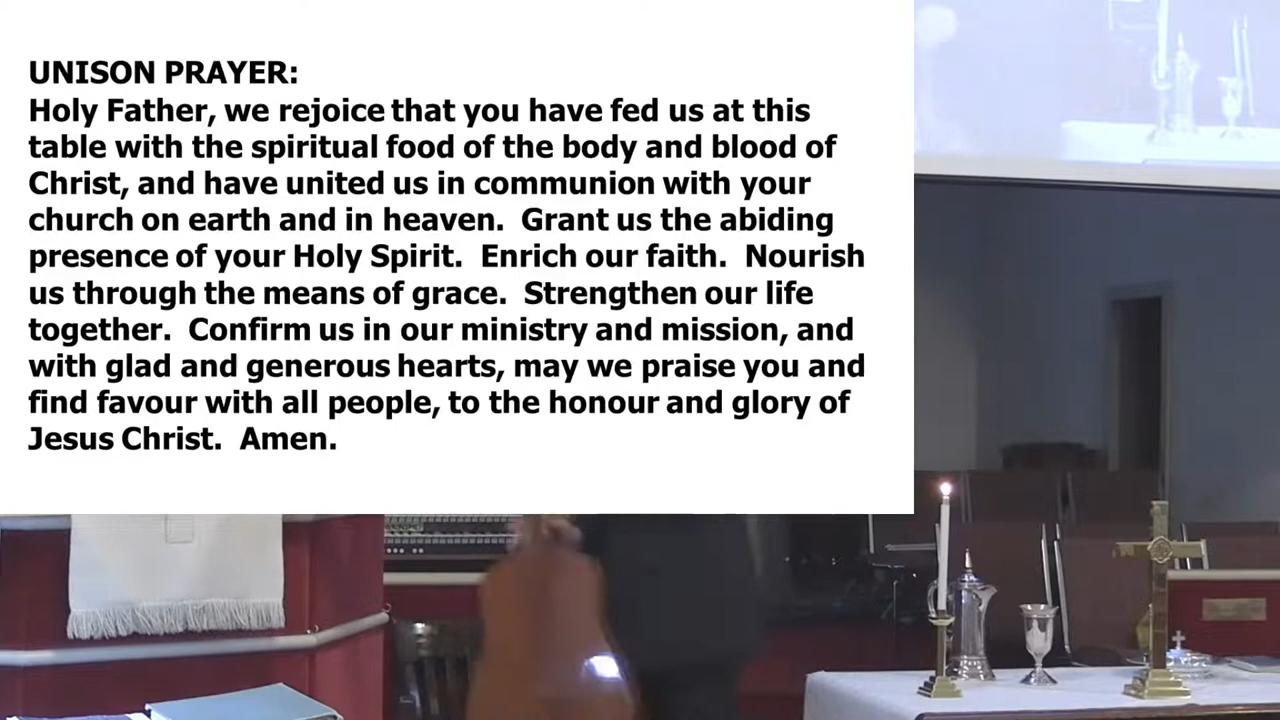 UNISON PRAYER:
Holy Father, we rejoice that you have fed us at this
table with the spiritual food of the body and blood of
Christ, and have united us in communion with your
church on earth and in heaven.  Grant us the abiding
presence of your Holy Spirit.  Enrich our faith.  Nourish
us through the means of grace.  Strengthen our life
together.  Confirm us in our ministry and mission, and
with glad and generous hearts, may we praise you and
find favour with all people, to the honour and glory of
Jesus Christ.  Amen.